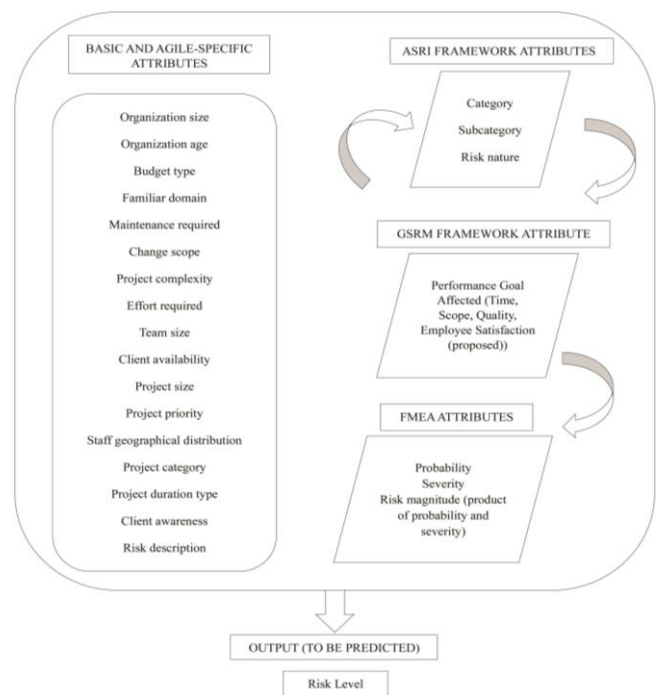 BASIC AND AGILE-SPECIFIC
ATTRIBUTES
Organization size
Organization age
Budget type
Familiar domain
Maintenance required
Change scope
Project complexity
Effort required
Team size
Client availability
Project size
Project priority
Staff geographical distribution
Project category
Project duration type
Client awareness
Risk description
ASRI FRAMEWORK ATTRIBUTES
Category
Subcategory
Risk nature
GSRM FRAMEWORK ATTRIBUTE
Performance Goal
Affected (Time,
Scope, Quality,
Employee Satisfaction
(proposed))
FMEA ATTRIBUTES
Probability
Severity
Risk magnitude (product
of probability and
severity)
OUTPUT (TO BE PREDICTED)
Risk Level